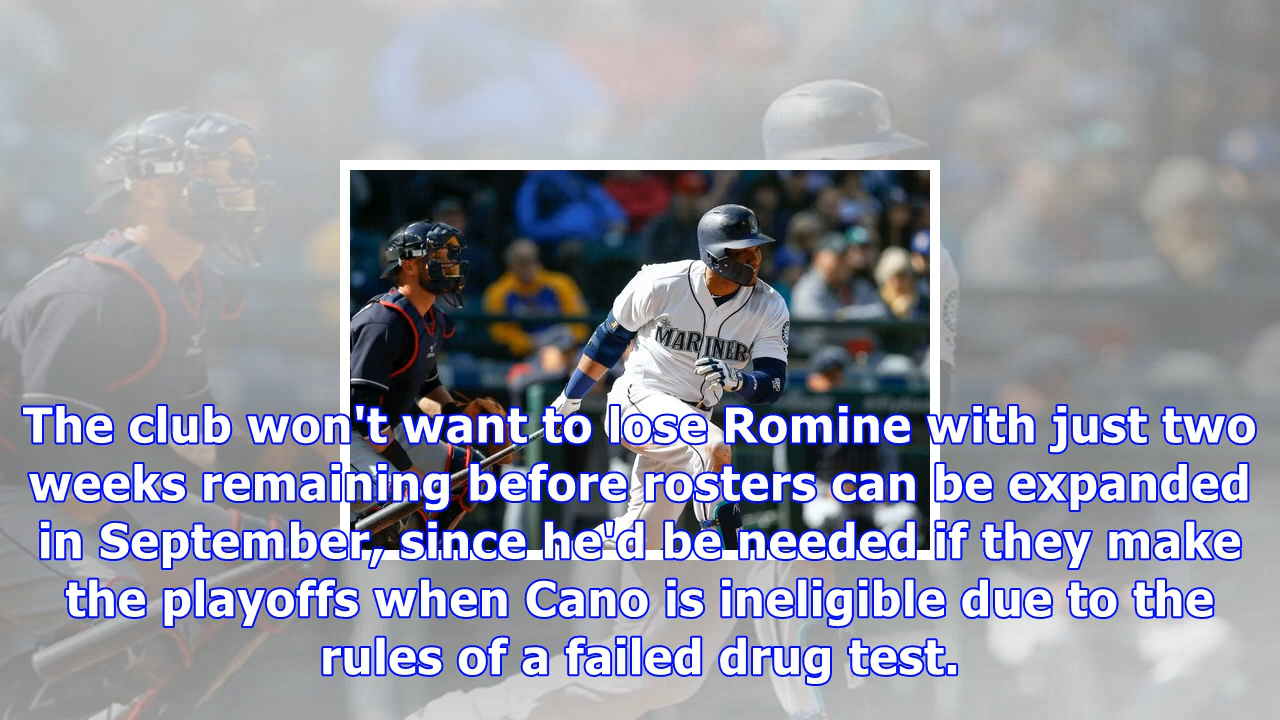 MARINER
The club won't want to lose Romine with just two
weeks remaining before rosters can be expanded
in September, since he'd be needed if they make
the playoffs when Cano is ineligible due to the
rules of a failed drug test.